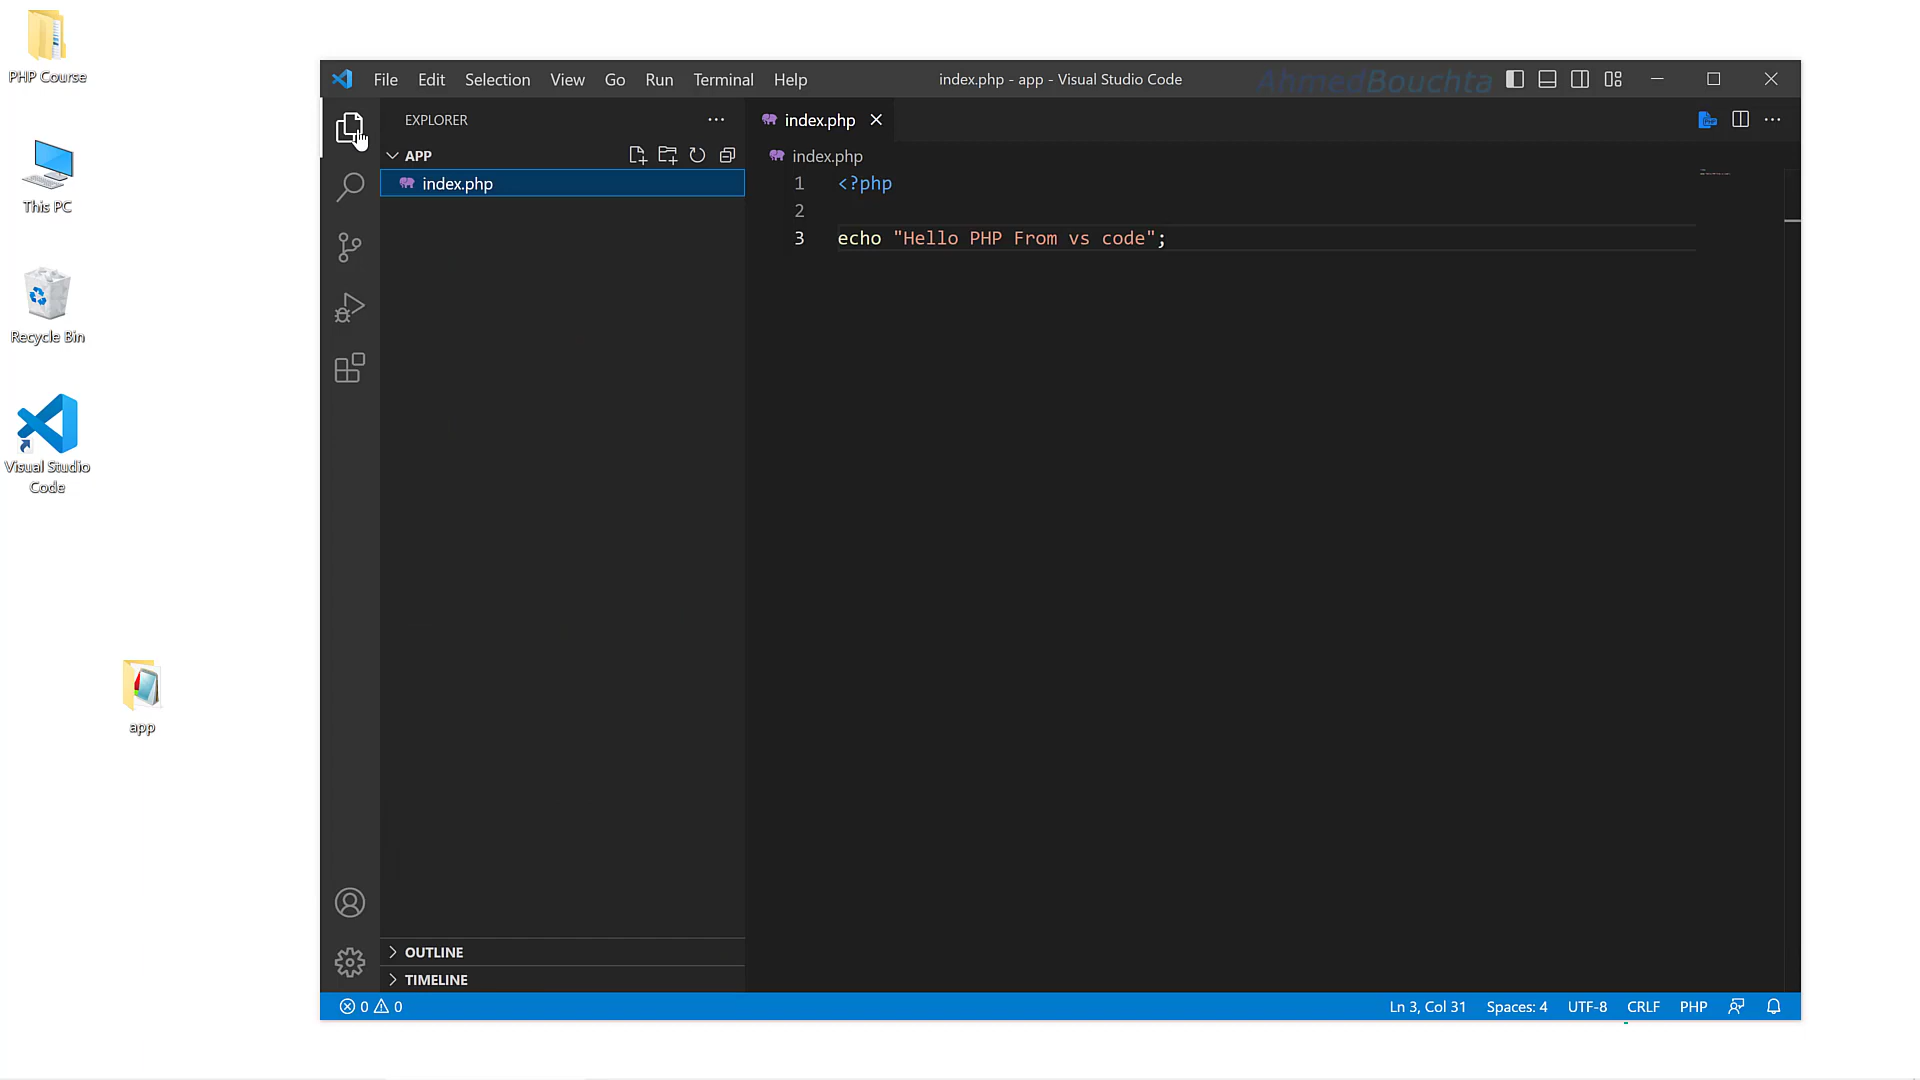 PHP Course
This PC
Recycle Bin
Visual Studio
Code
app
File Edit Selection View Go Run Terminal Help
index.php - app - Visual Studio Code
AhmedBouchta
EXPLORER
APP
index.php
index.php
index.php
1 <?php
2
3 echo "Hello PHP From vs code";
OUTLINE
TIMELINE
0 0
Ln 3, Col 31 Spaces: 4 UTF-8 CRLF PHP